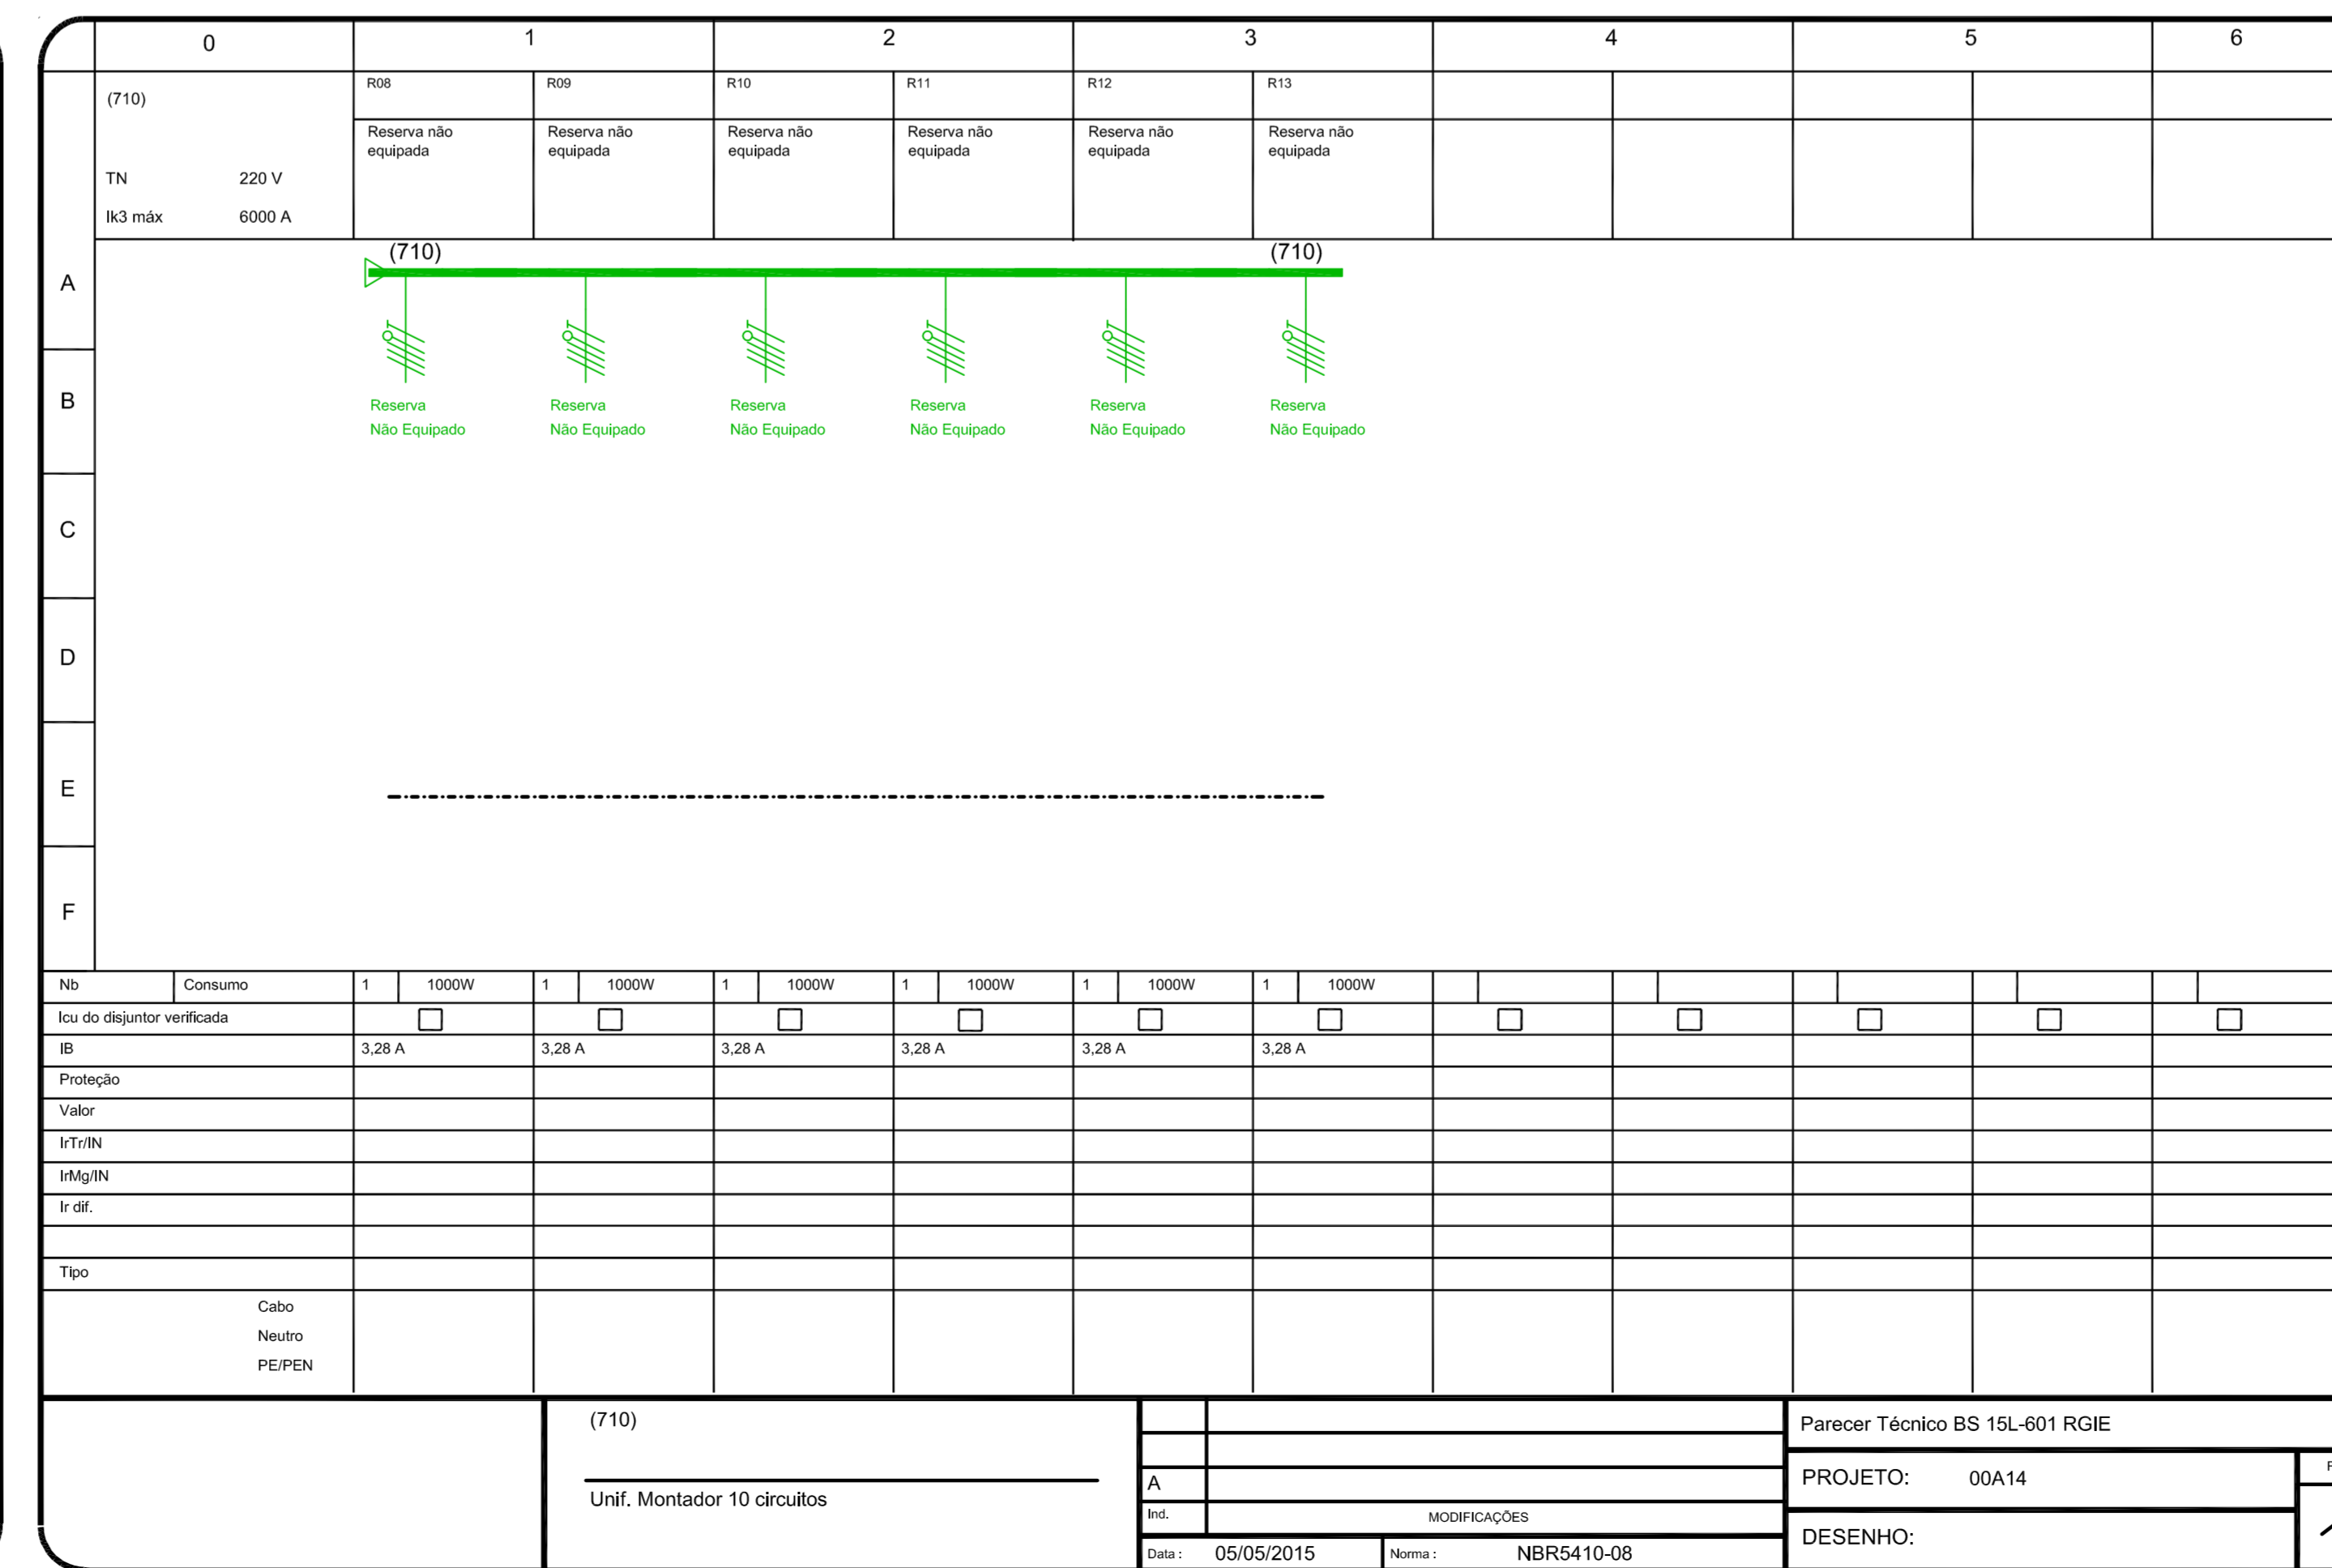 0 1 2 3 4 5 6
(710) R08 R09 R10 R11 R12 R13
Reserva não Reserva não Reserva não Reserva não Reserva não Reserva não
equipada equipada equipada equipada equipada equipada
TN 220 V
Ik3 máx 6000 A
(710) (710)
A
B
Reserva Reserva Reserva Reserva Reserva Reserva
Não Equipado Não Equipado Não Equipado Não Equipado Não Equipado Não Equipado
C
D
E
F
Nb Consumo 1 1000W 1 1000W 1 1000W 1 1000W 1 1000W 1 1000W
Icu do disjuntor verificada
IB 3,28 A 3,28 A 3,28 A 3,28 A 3,28 A 3,28 A
Proteção
Valor
IrTr/IN
IrMg/IN
Ir dif.
Tipo
Cabo
Neutro
PE/PEN
(710)
Unif. Montador 10 circuitos
A
Ind. MODIFICAÇÕES
Data : 05/05/2015 Norma : NBR5410-08
Parecer Técnico BS 15L-601 RGIE
PROJETO: 00A14
DESENHO: